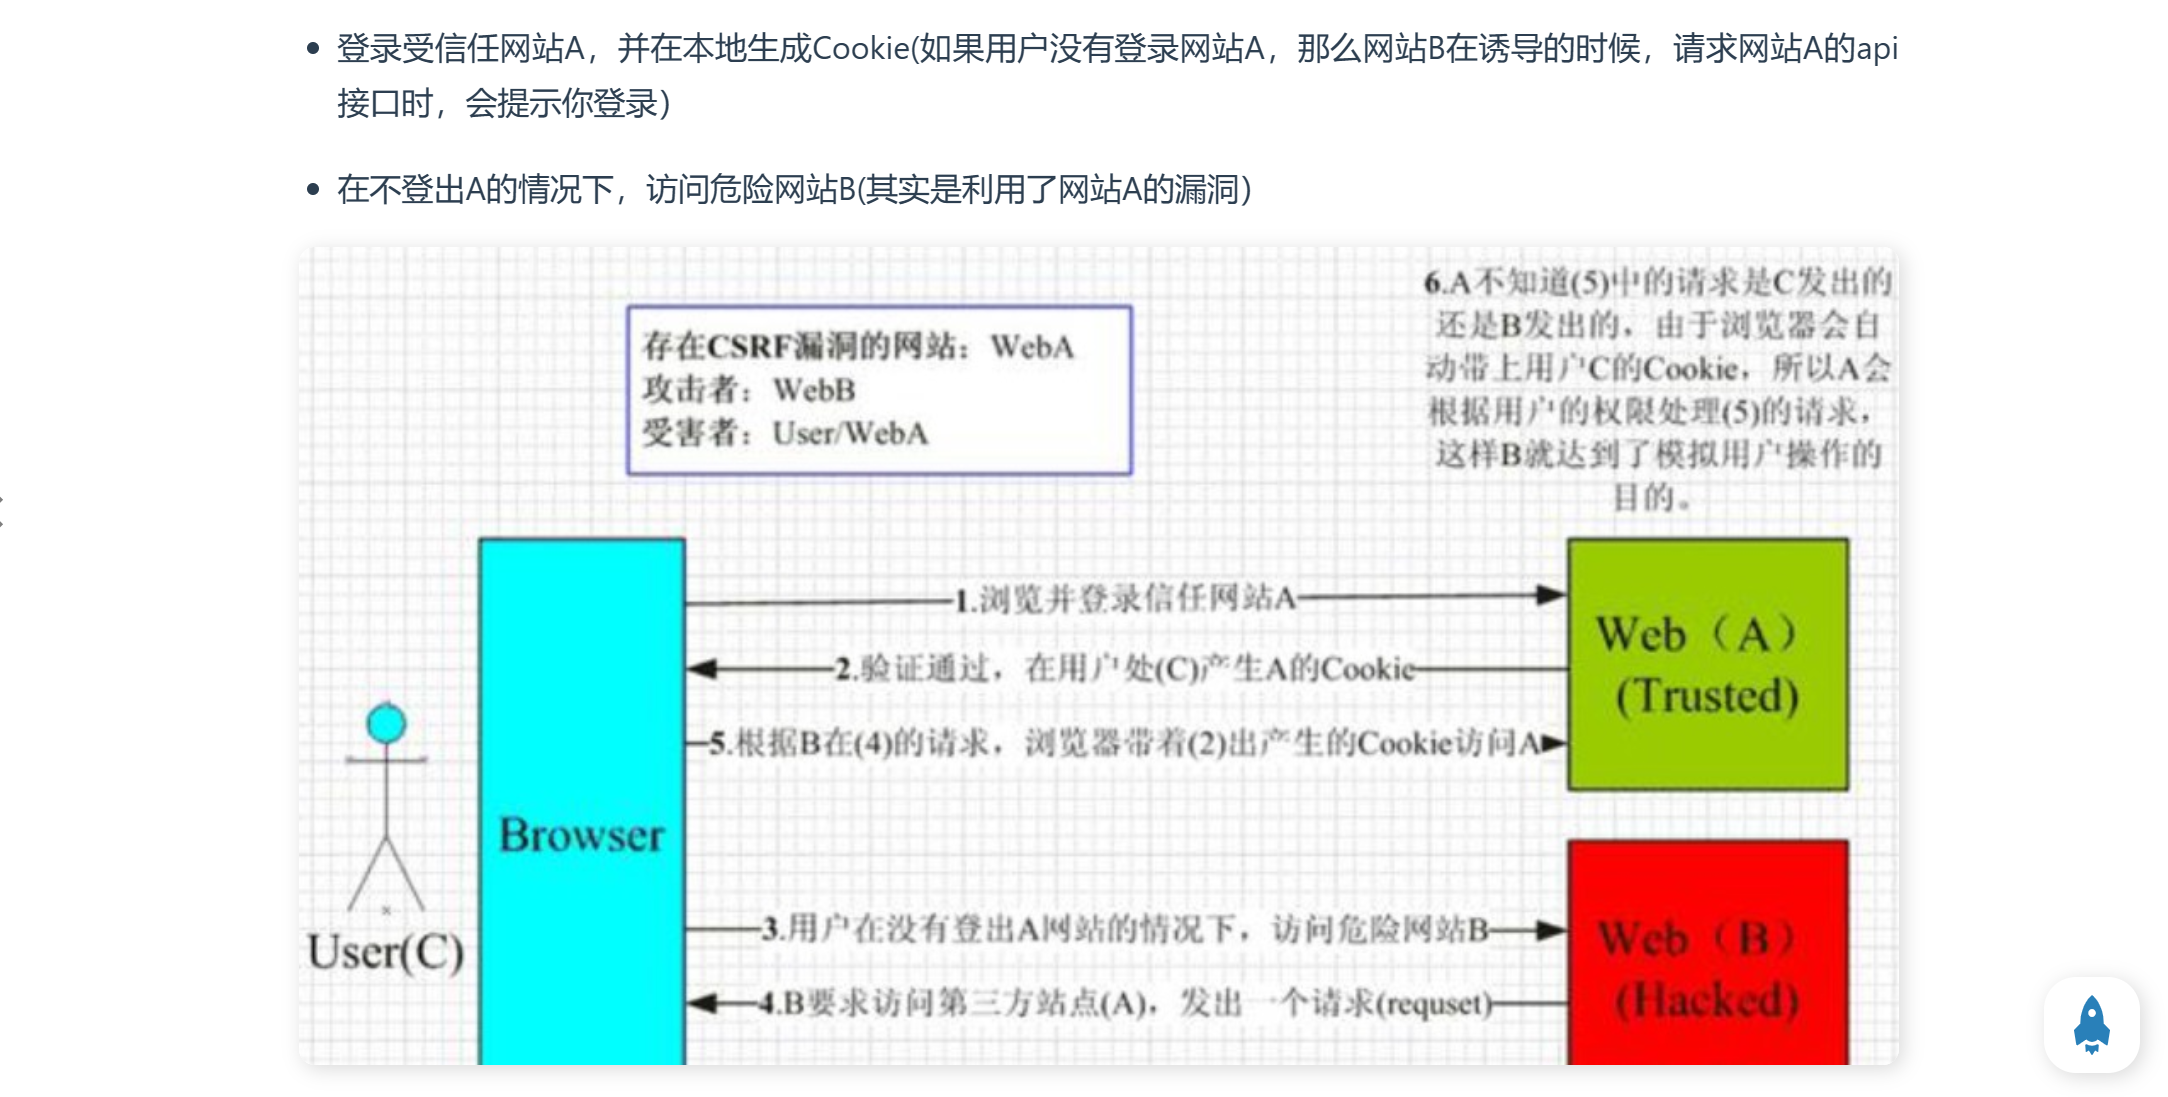 登录受信任网站A，并在本地生成Cookie(如果用户没有登录网站A，那么网站B在诱导的时候，请求网站A的api
接口时，会提示你登录）
在不登出A的情况下，访问危险网站B(其实是利用了网站A的漏洞）
6.A不知道(5)中的请求是C发出的
还是B发出的，由于浏览器会自
动带上用户C的Cookie，所以A会
根据用户的权限处理(5)的请求，
这样B就达到了模拟用户操作的
目的。
存在CSRF漏洞的网站：WebA
攻击者：WebB
受害者：User/WebA
1.浏览并登录信任网站A
2.验证通过，在用户处(C)产生A的Cookie
5.根据B在(4)的请求，浏览器带着(2)出产生的Cookie访问A
Web（A）
(Trusted)
Browser
User(C)
3.用户在没有登出A网站的情况下，访问危险网站B
4.B要求访问第三方站点(A)，发出一个请求(requset)
Web（B）
(Hacked)